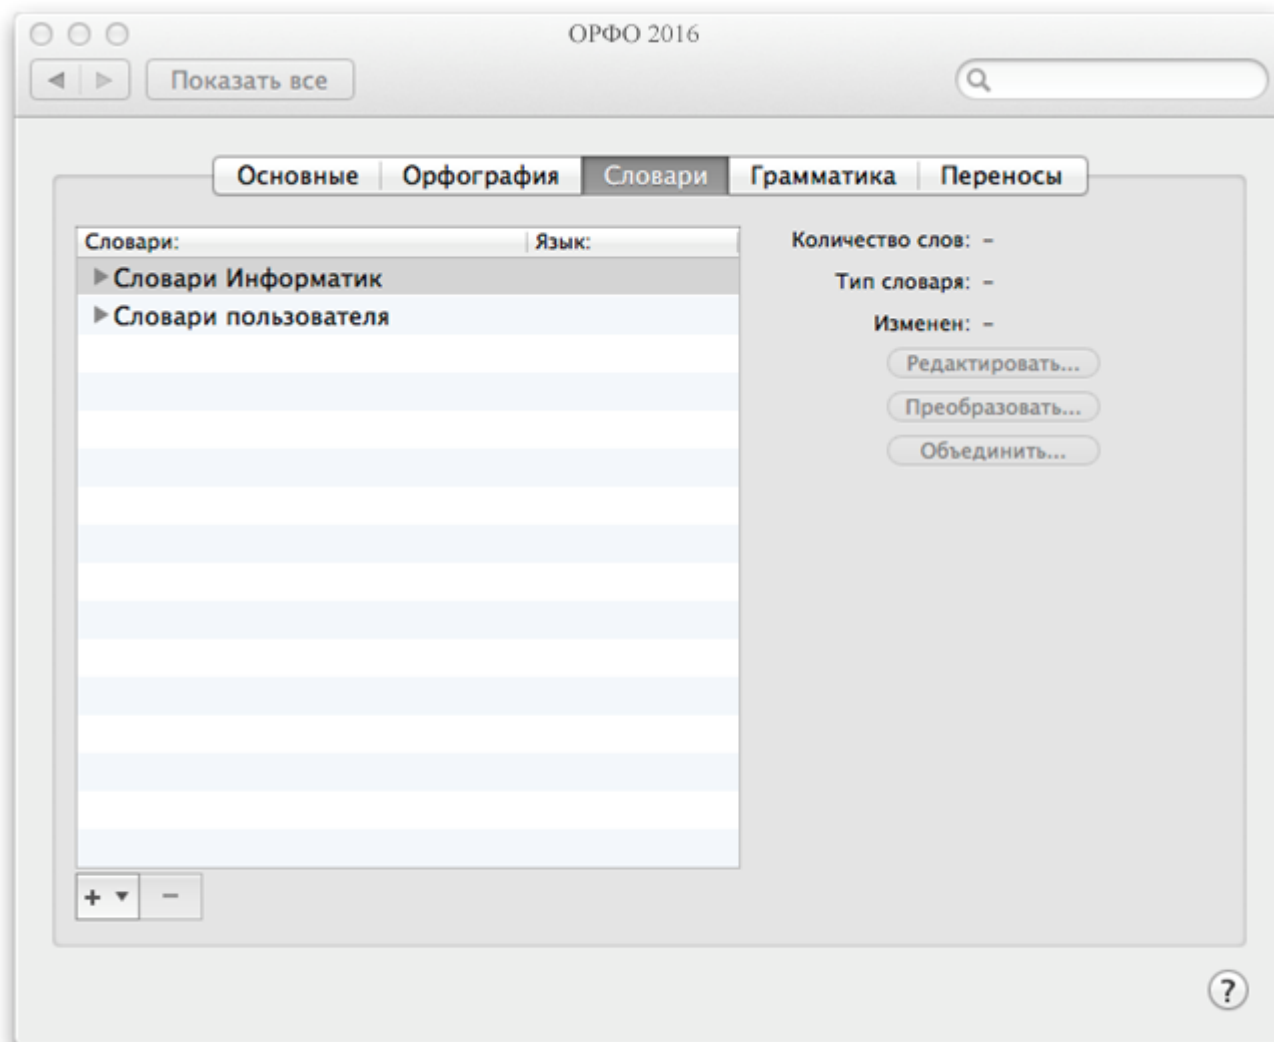 ОРФО 2016
Показать все
Основные Орфография Словари Грамматика Переносы
Словари: Язык:
Словари Информатик
Словари пользователя
Количество слов: –
Тип словаря: –
Изменен: –
Редактировать...
Преобразовать...
Объединить...
+ –
?